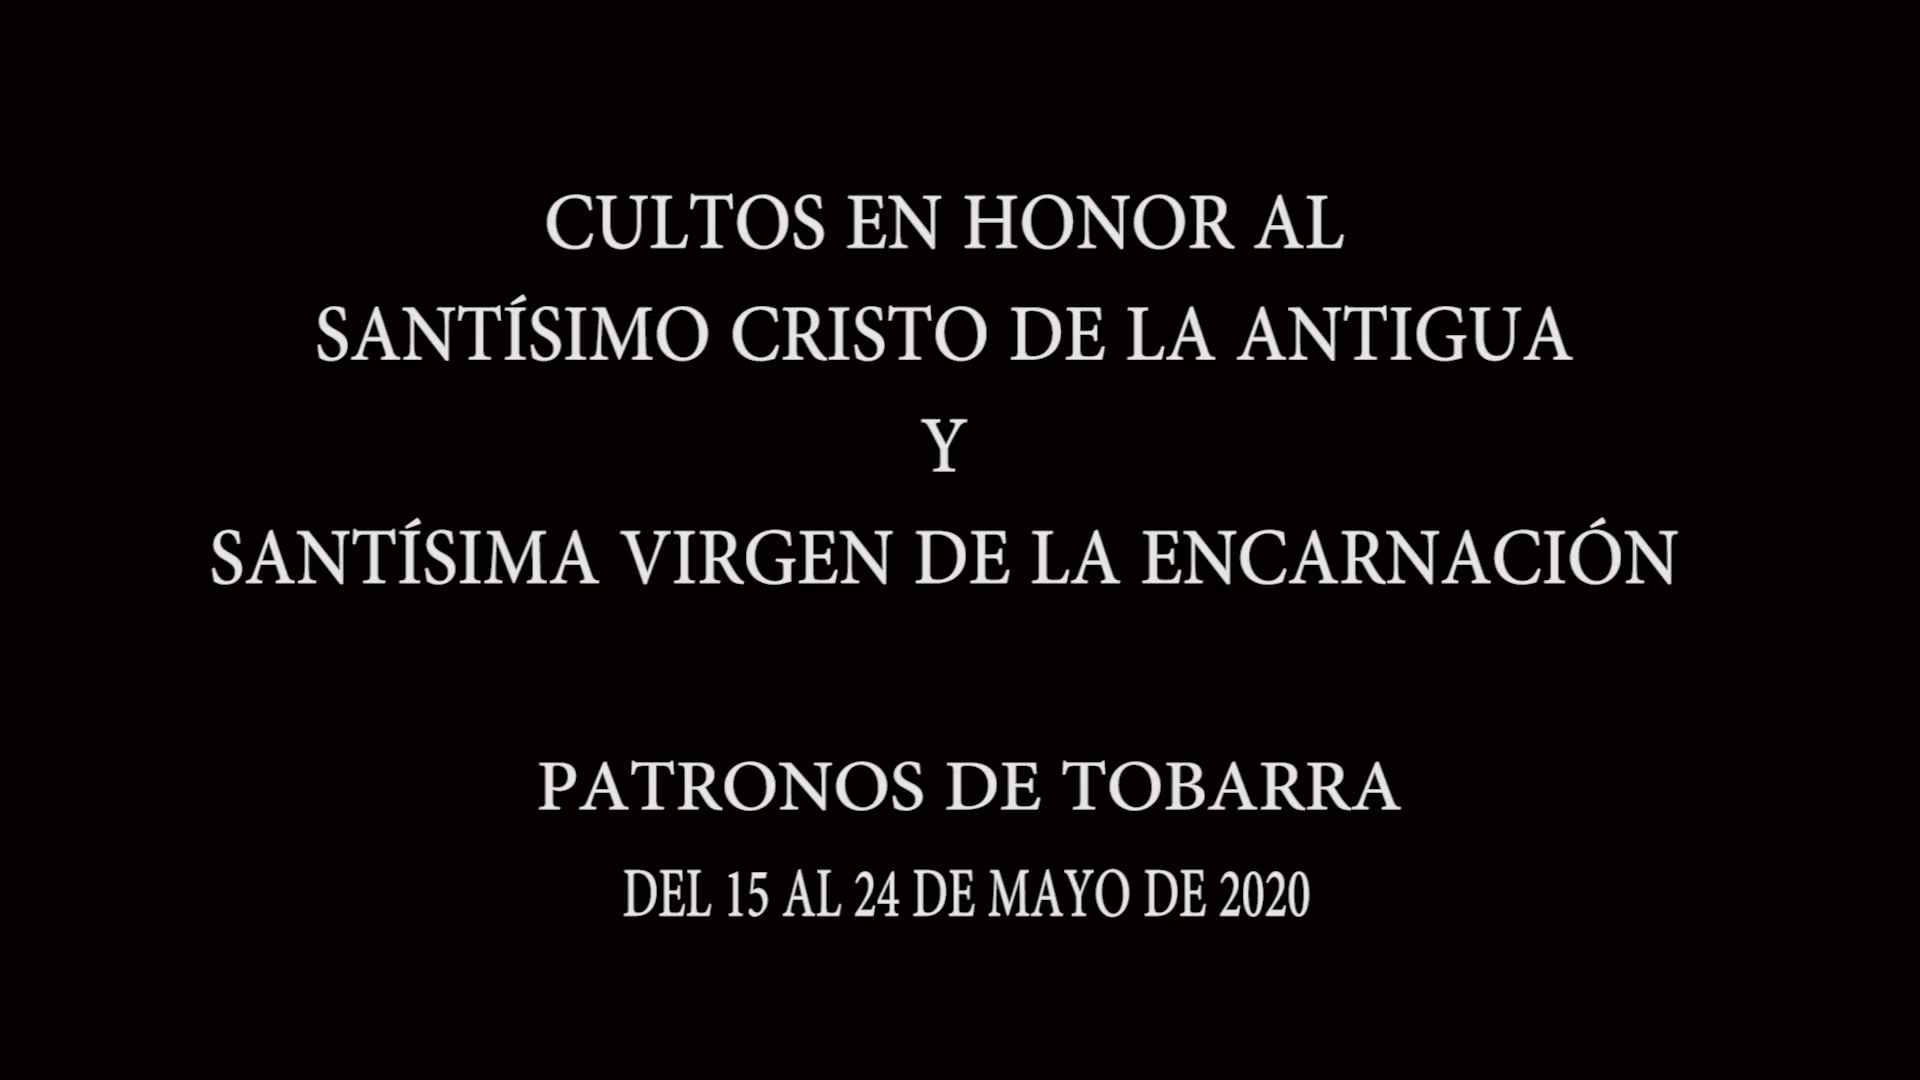 CULTOS EN HONOR AL
SANTÍSIMO CRISTO DE LA ANTIGUA
Y
SANTÍSIMA VIRGEN DE LA ENCARNACIÓN
PATRONOS DE TOBARRA
DEL 15 AL 24 DE MAYO DE 2020